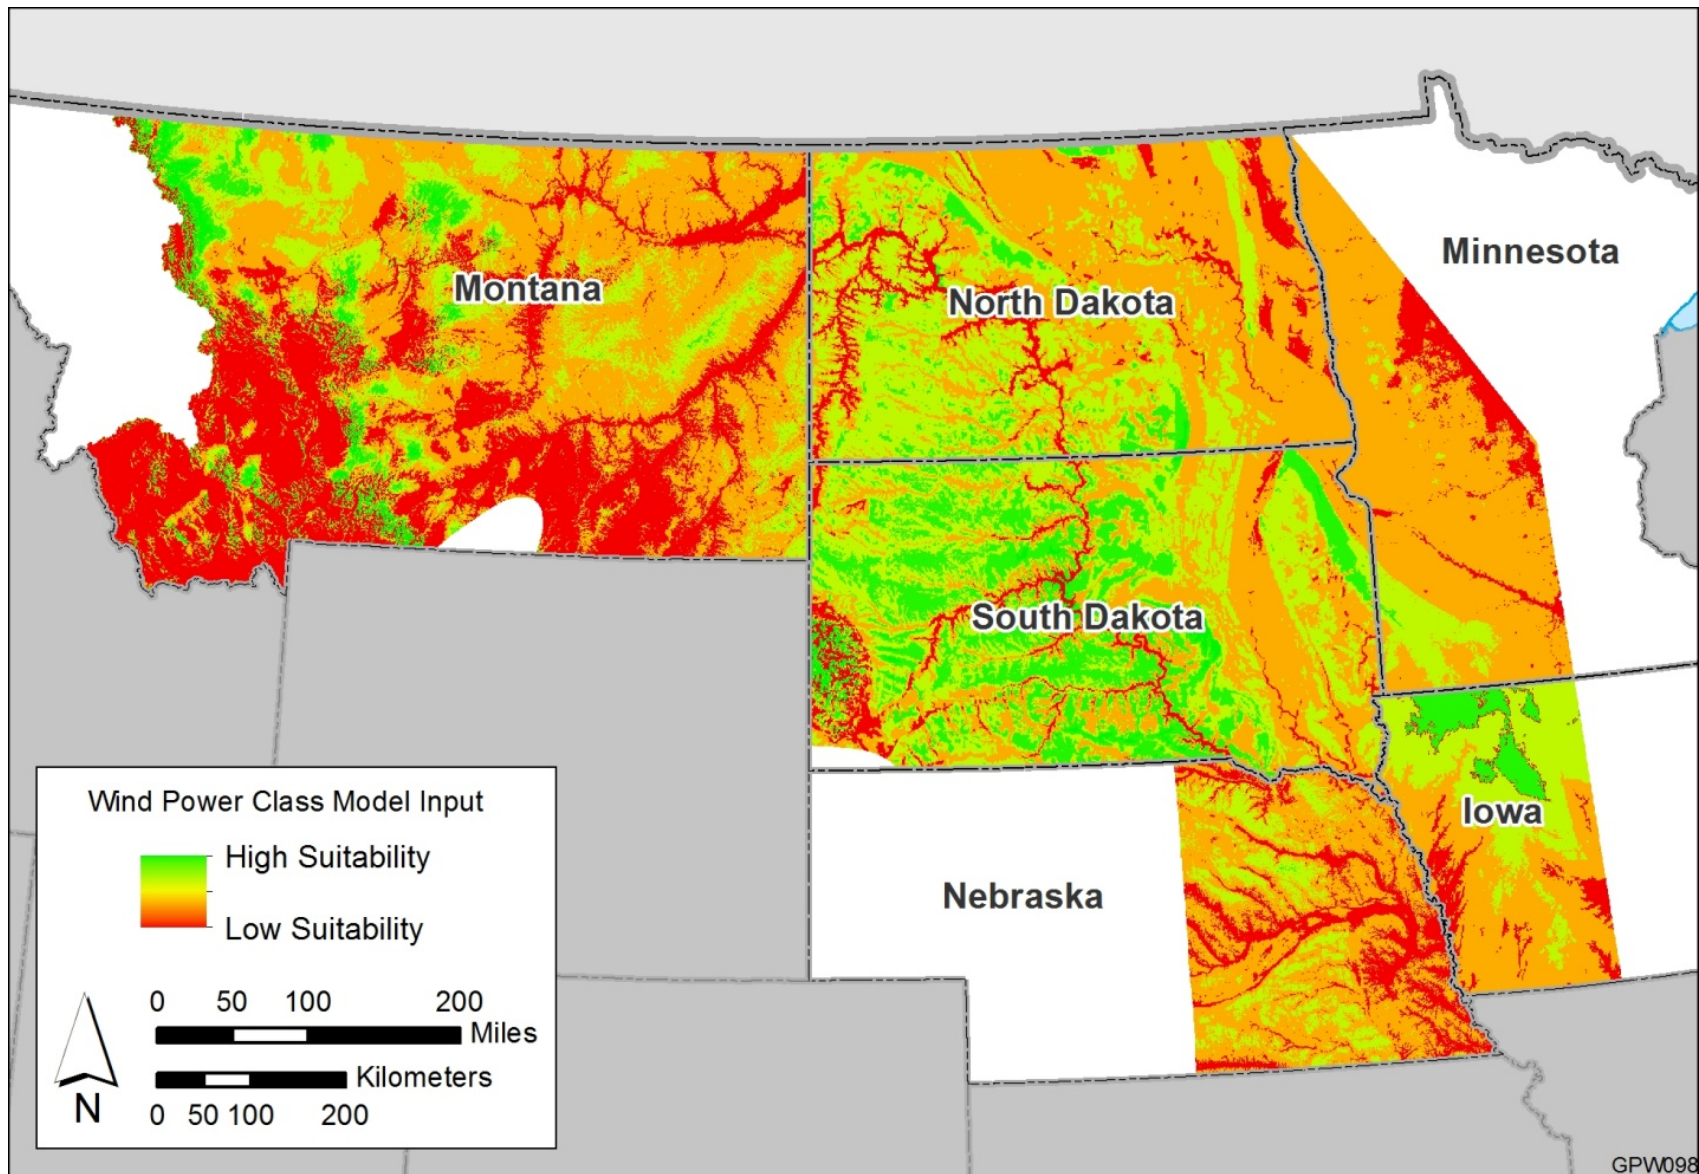 Minnesota
Montana
North Dakota
South Dakota
Iowa
Nebraska
Wind Power Class Model Input
High Suitability
Low Suitability
0 50 100 200
Miles
Kilometers
0 50 100 200
N
GPW098